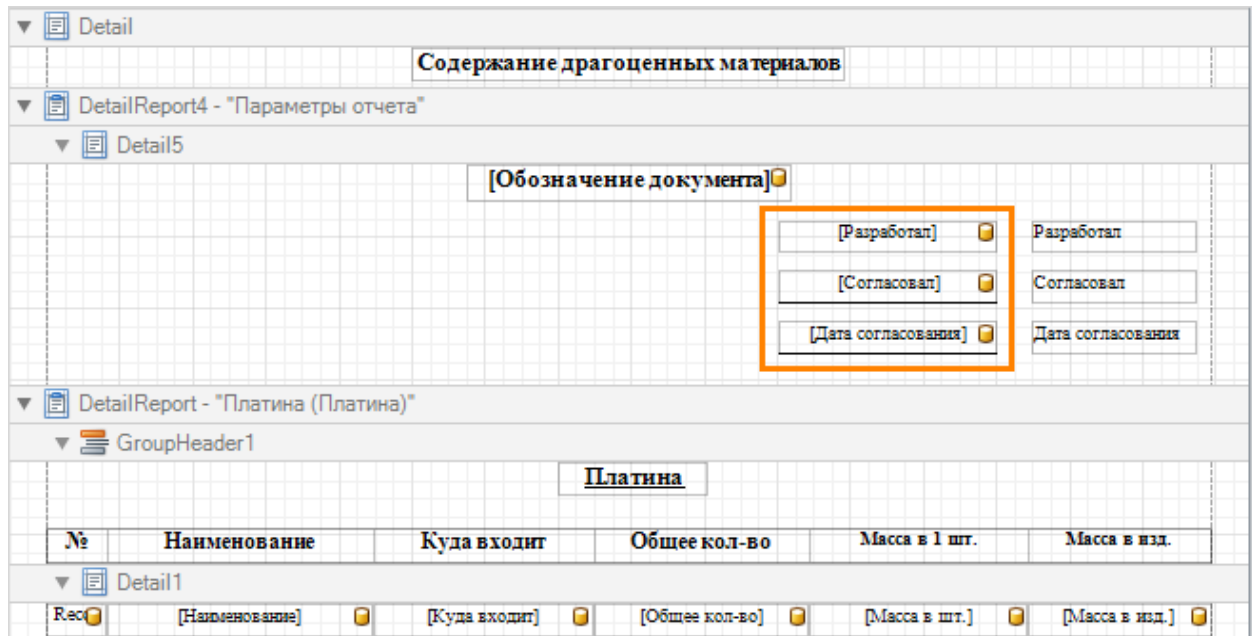 Detail
Содержание драгоценных материалов
DetailReport4 - "Параметры отчета"
Detail5
[Обозначение документа]
[Разработал] Разработал
[Согласовал] Согласовал
[Дата согласования] Дата согласования
DetailReport - "Платина (Платина)"
GroupHeader1
Платина
№ Наименование Куда входит Общее кол-во Масса в 1 шт. Масса в изд.
Detail1
Reco [Наименование] [Куда входит] [Общее кол-во] [Масса в шт.] [Масса в изд.]